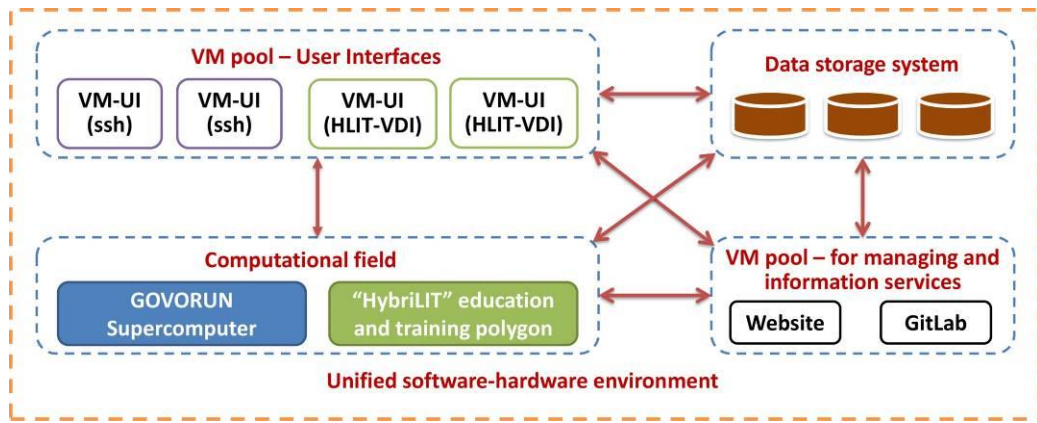 VM pool – User Interfaces
VM-UI
(ssh)
VM-UI
(ssh)
VM-UI
(HLIT-VDI)
VM-UI
(HLIT-VDI)
Data storage system
Computational field
GOVORUN
Supercomputer
“HybriLIT” education
and training polygon
VM pool – for managing and
information services
Website
GitLab
Unified software-hardware environment